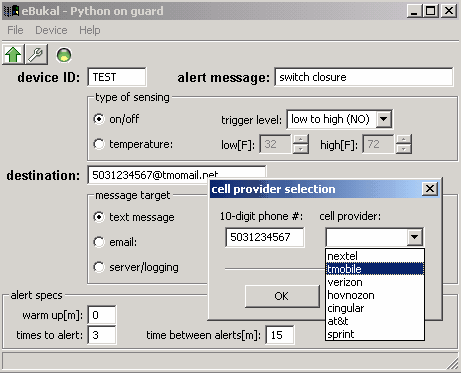 eBukal - Python on guard
File Device Help
device ID: TEST alert message: switch closure
type of sensing
on/off trigger level: low to high (NO)
temperature: low[F]: 32 high[F]: 72
destination: 5031234567@tmomail.net
message target
text message
email:
server/logging
cell provider selection
10-digit phone #: cell provider:
5031234567
nextel
tmobile
verizon
hovnozon
cingular
at&t
sprint
OK
alert specs
warm up[m]: 0
times to alert: 3 time between alerts[m]: 15